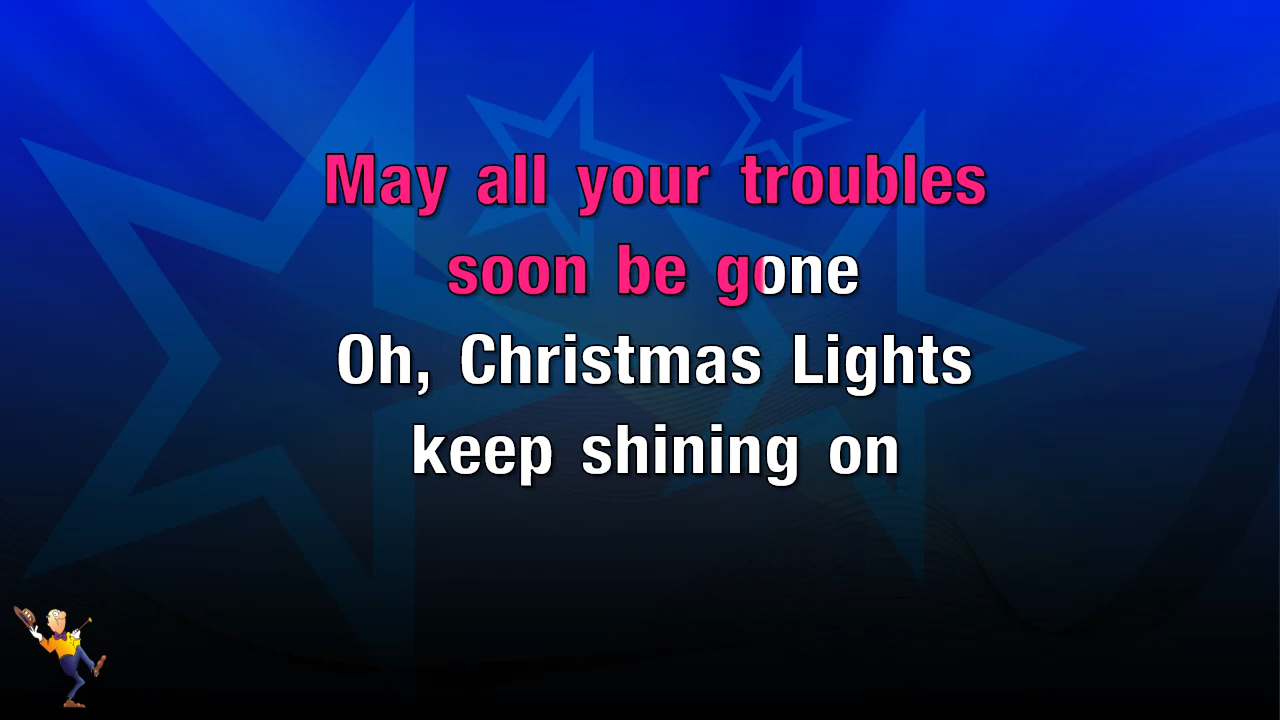 May all your troubles
soon be gone
Oh, Christmas Lights
keep shining on